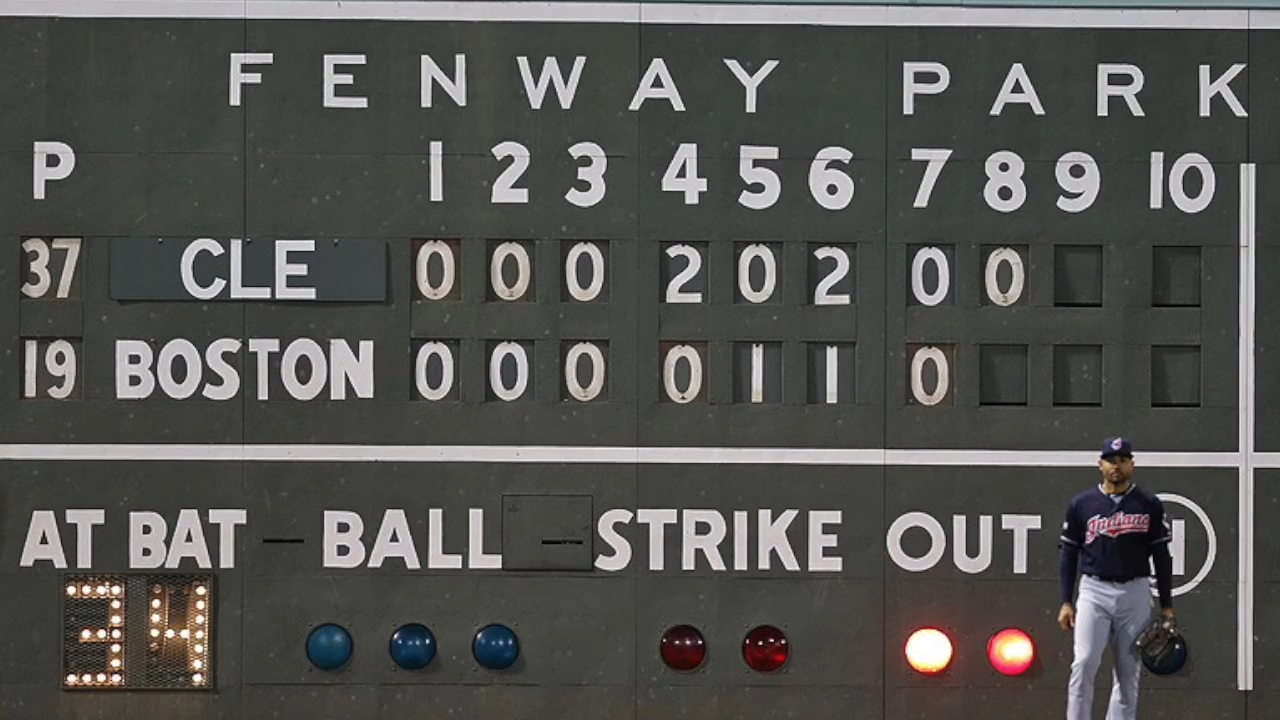 FENWAY PARK
P 1 2 3 4 5 6 7 8 9 10
37 CLE 0 0 0 2 0 2 0 0
19 BOSTON 0 0 0 0 1 1 0
AT BAT BALL STRIKE OUT H
34
Indians